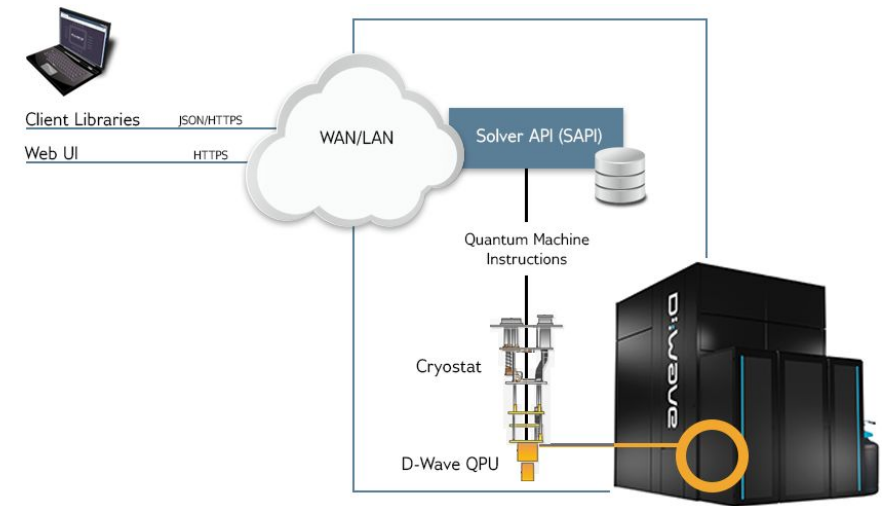 Client Libraries
JSON/HTTPS
Web UI
HTTPS
WAN/LAN
Solver API (SAPI)
Quantum Machine
Instructions
Cryostat
D-Wave QPU
D:Wave